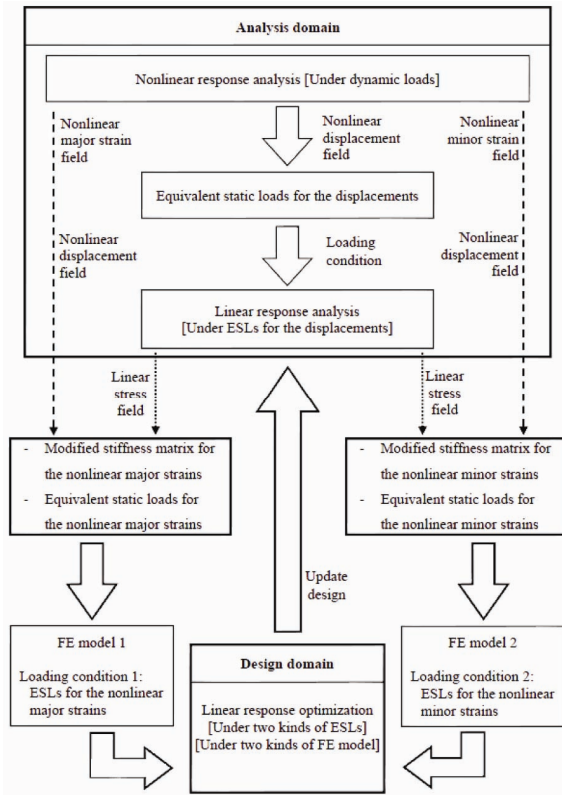 Analysis domain
Nonlinear response analysis [Under dynamic loads]
Nonlinear
major strain
field
Nonlinear
displacement
field
Nonlinear
minor strain
field
Equivalent static loads for the displacements
Nonlinear
displacement
field
Loading
condition
Nonlinear
displacement
field
Linear response analysis
[Under ESLs for the displacements]
Linear
stress
field
Linear
stress
field
- Modified stiffness matrix for
the nonlinear major strains
- Equivalent static loads for
the nonlinear major strains
- Modified stiffness matrix for
the nonlinear minor strains
- Equivalent static loads for
the nonlinear minor strains
Update
design
FE model 1
Loading condition 1:
ESLs for the nonlinear
major strains
Design domain
Linear response optimization
[Under two kinds of ESLs]
[Under two kinds of FE model]
FE model 2
Loading condition 2:
ESLs for the nonlinear
minor strains